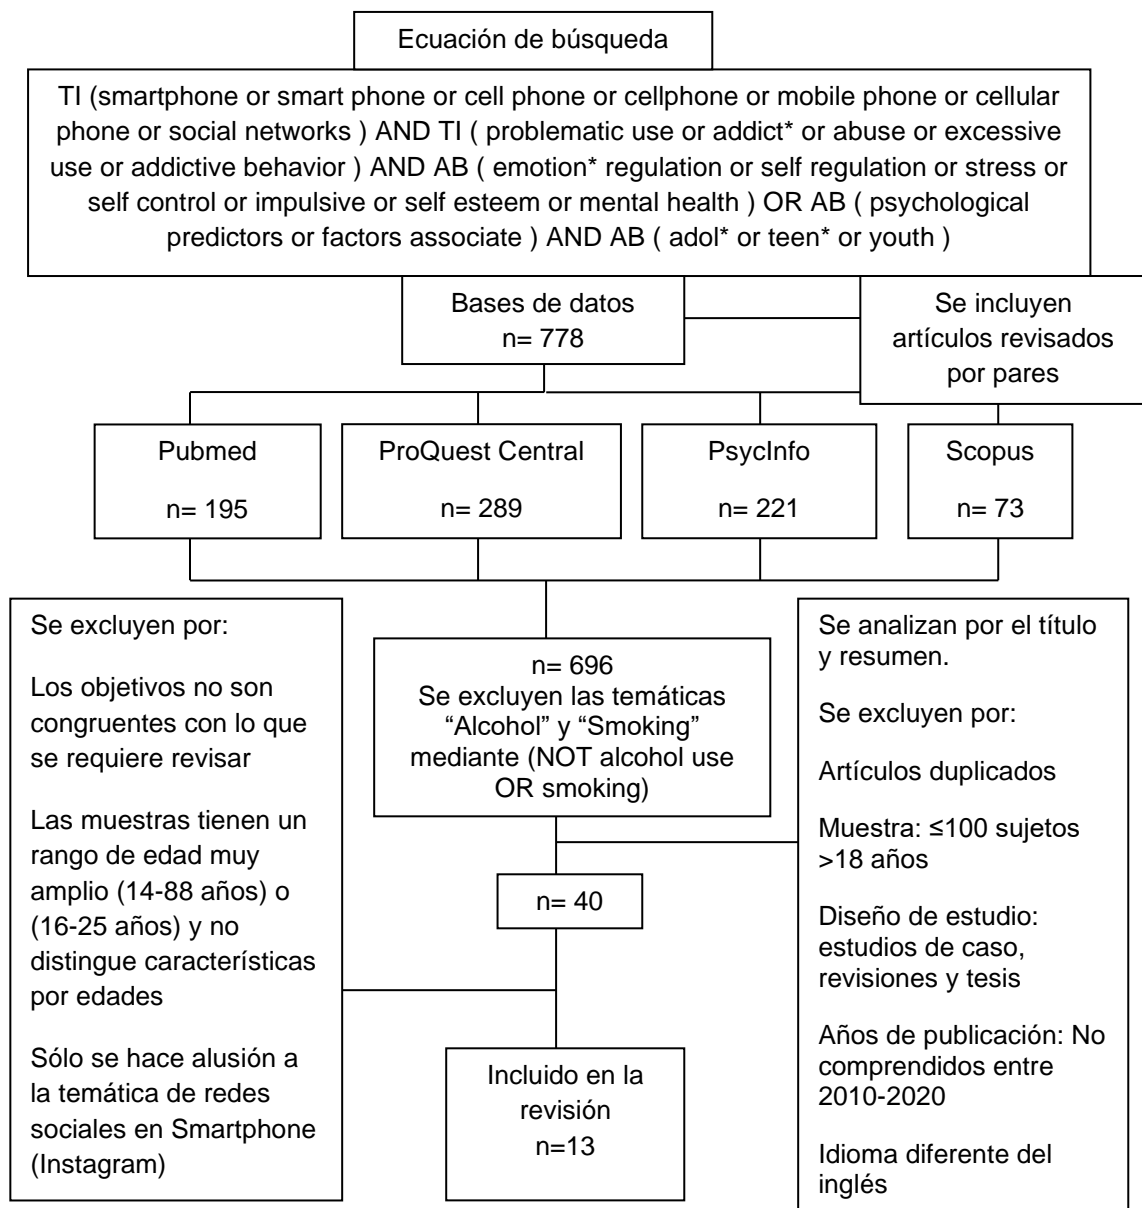 Ecuación de búsqueda
TI (smartphone or smart phone or cell phone or cellphone or mobile phone or cellular
phone or social networks ) AND TI ( problematic use or addict* or abuse or excessive
use or addictive behavior ) AND AB ( emotion* regulation or self regulation or stress or
self control or impulsive or self esteem or mental health ) OR AB ( psychological
predictors or factors associate ) AND AB ( adol* or teen* or youth )
Bases de datos
n= 778
Se incluyen
artículos revisados
por pares
Pubmed
n= 195
ProQuest Central
n= 289
PsycInfo
n= 221
Scopus
n= 73
n= 696
Se excluyen las temáticas
“Alcohol” y “Smoking”
mediante (NOT alcohol use
OR smoking)
Se analizan por el título
y resumen.
Se excluyen por:
Artículos duplicados
Muestra: ≤100 sujetos
>18 años
Diseño de estudio:
estudios de caso,
revisiones y tesis
Años de publicación: No
comprendidos entre
2010-2020
Idioma diferente del
inglés
n= 40
Se excluyen por:
Los objetivos no son
congruentes con lo que
se requiere revisar
Las muestras tienen un
rango de edad muy
amplio (14-88 años) o
(16-25 años) y no
distingue características
por edades
Sólo se hace alusión a
la temática de redes
sociales en Smartphone
(Instagram)
Incluido en la
revisión
n=13